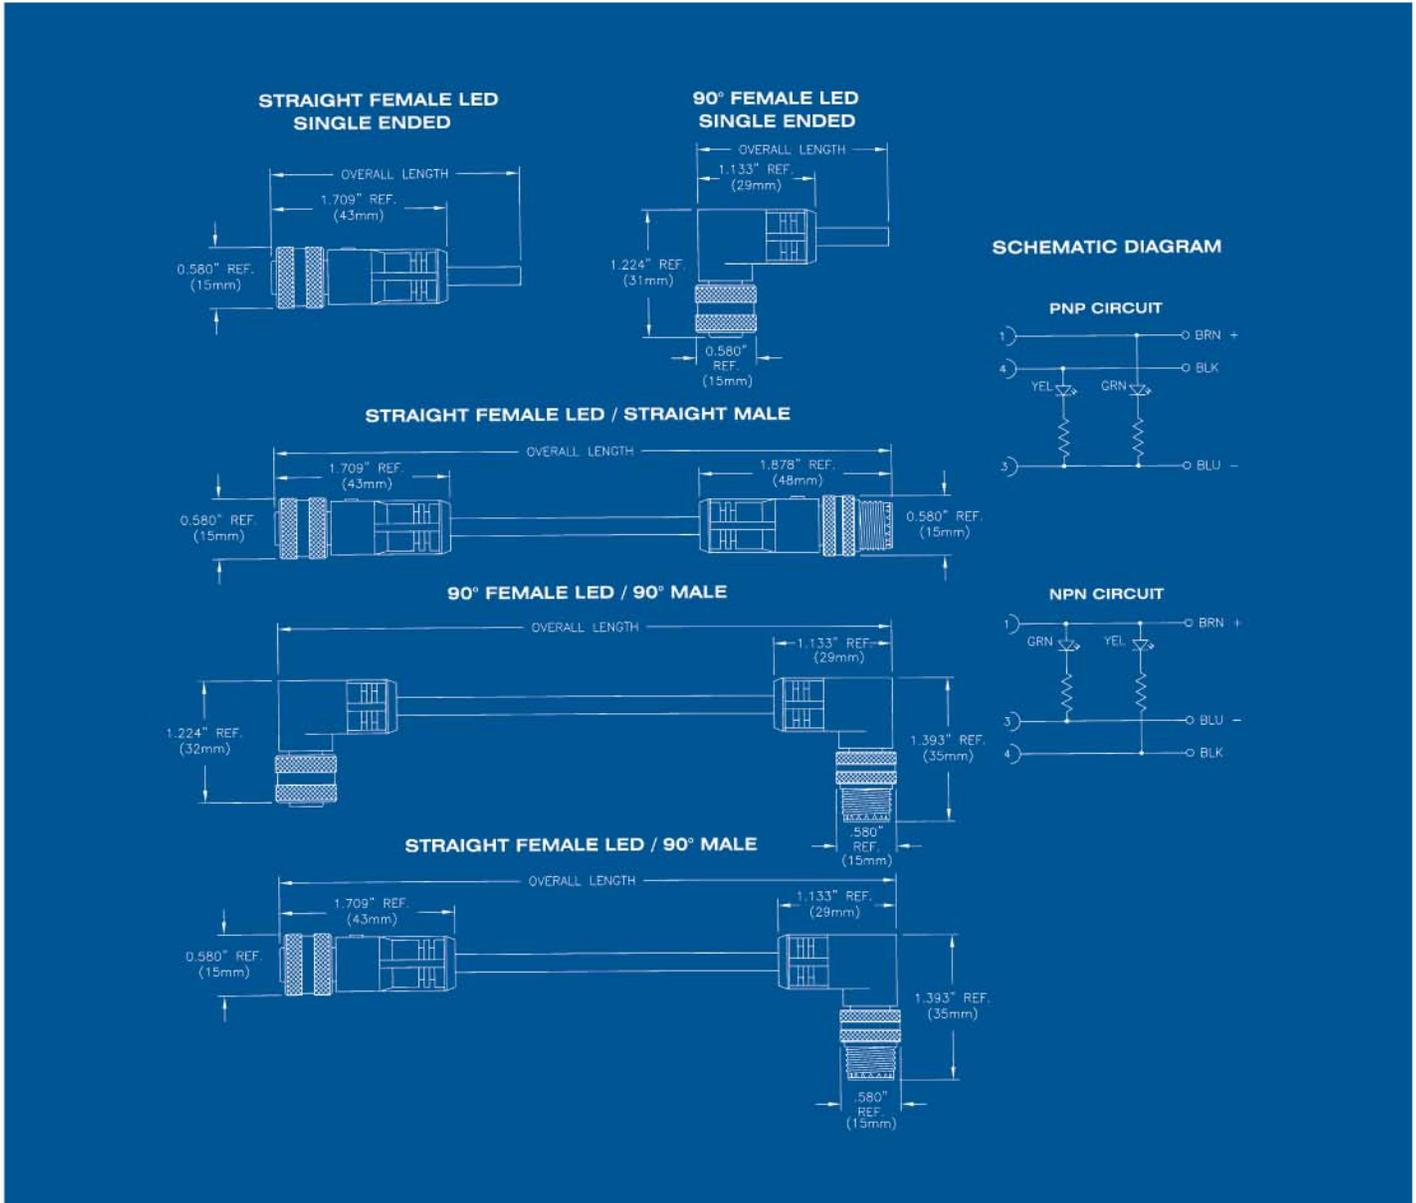 STRAIGHT FEMALE LED
SINGLE ENDED
OVERALL LENGTH
1.709" REF.
(43mm)
0.580" REF.
(15mm)
90° FEMALE LED
SINGLE ENDED
OVERALL LENGTH
1.133" REF.
(29mm)
1.224" REF.
(31mm)
0.580"
REF.
(15mm)
SCHEMATIC DIAGRAM
PNP CIRCUIT
1
BRN +
4
BLK
YEL
GRN
3
BLU −
STRAIGHT FEMALE LED / STRAIGHT MALE
OVERALL LENGTH
1.709" REF.
(43mm)
1.878" REF.
(48mm)
0.580" REF.
(15mm)
0.580" REF.
(15mm)
90° FEMALE LED / 90° MALE
OVERALL LENGTH
1.133" REF.
(29mm)
1.224" REF.
(32mm)
1.393" REF.
(35mm)
.580"
REF.
(15mm)
NPN CIRCUIT
1
BRN +
GRN
YEL
3
BLU −
4
BLK
STRAIGHT FEMALE LED / 90° MALE
OVERALL LENGTH
1.709" REF.
(43mm)
1.133" REF.
(29mm)
0.580" REF.
(15mm)
1.393" REF.
(35mm)
.580"
REF.
(15mm)